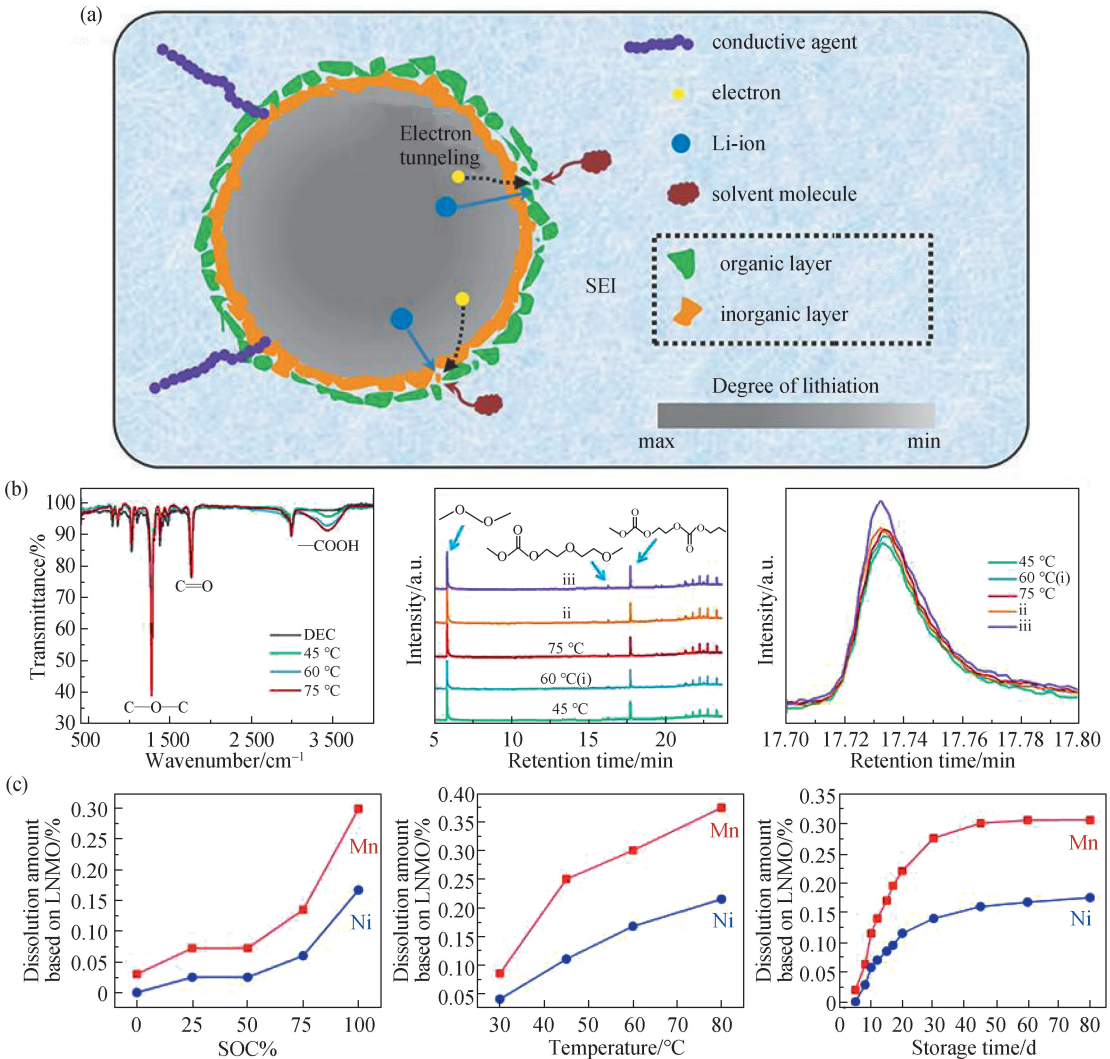 (a)
conductive agent
electron
Electron
tunneling
Li-ion
solvent molecule
SEI
organic layer
inorganic layer
Degree of lithiation
max
min
(b)
Transmittance/%
100
90
80
70
60
50
40
30
—COOH
C=O
C—O—C
DEC
45 ℃
60 ℃
75 ℃
500
1 500
2 500
3 500
Wavenumber/cm⁻¹
Intensity/a.u.
O
O
O
O
O
O
O
O
O
O
O
O
O
iii
ii
75 ℃
60 ℃(i)
45 ℃
5
10
15
20
Retention time/min
Intensity/a.u.
45 ℃
60 ℃(i)
75 ℃
ii
iii
17.70
17.72
17.74
17.76
17.78
17.80
Retention time/min
(c)
Dissolution amount
based on LNMO/%
0.30
0.25
0.20
0.15
0.10
0.05
0
Mn
Ni
0
25
50
75
100
SOC%
Dissolution amount
based on LNMO/%
0.40
0.35
0.30
0.25
0.20
0.15
0.10
0.05
Mn
Ni
30
40
50
60
70
80
Temperature/℃
Dissolution amount
based on LNMO/%
0.35
0.30
0.25
0.20
0.15
0.10
0.05
0.00
Mn
Ni
0
10
20
30
40
50
60
70
80
Storage time/d